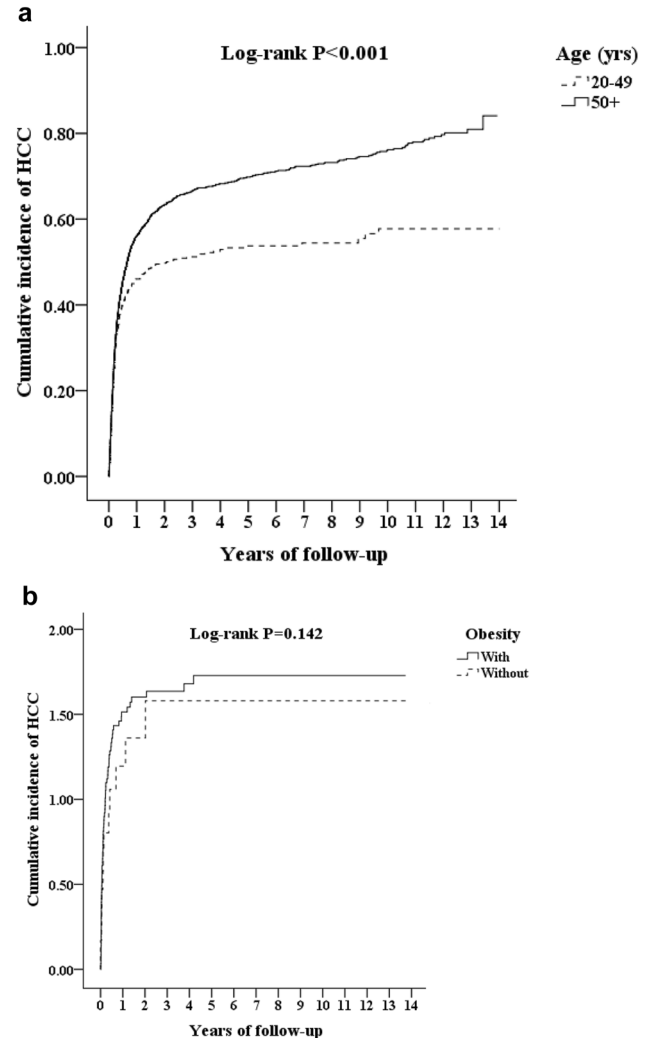 a
Log-rank P<0.001
Age (yrs)
20-49
50+
Cumulative incidence of HCC
1.00
0.80
0.60
0.40
0.20
0.00
0 1 2 3 4 5 6 7 8 9 10 11 12 13 14
Years of follow-up
b
Log-rank P=0.142
Obesity
With
Without
Cumulative incidence of HCC
2.00
1.50
1.00
0.50
0.00
0 1 2 3 4 5 6 7 8 9 10 11 12 13 14
Years of follow-up